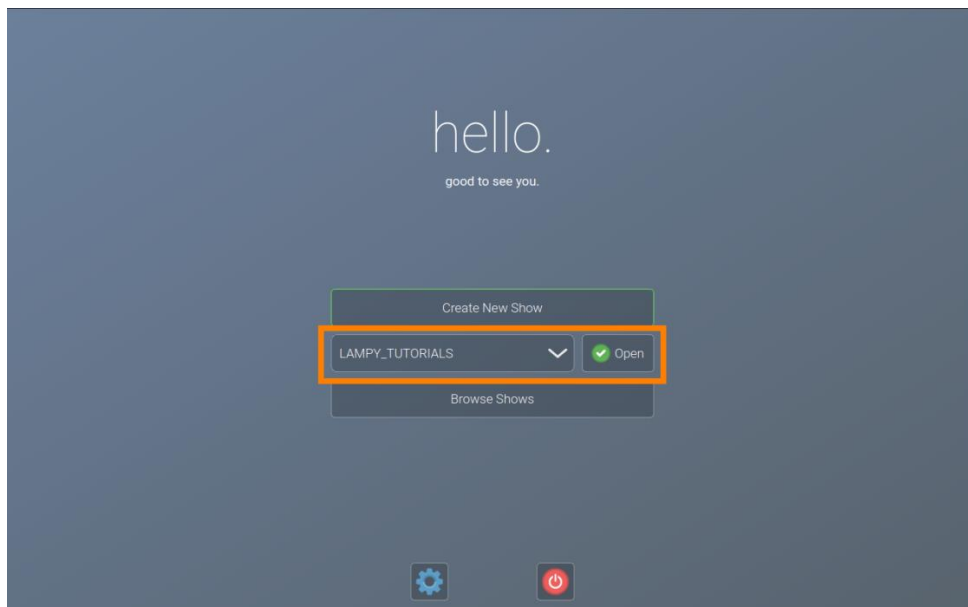 hello.
good to see you.
Create New Show
LAMPY_TUTORIALS
Open
Browse Shows